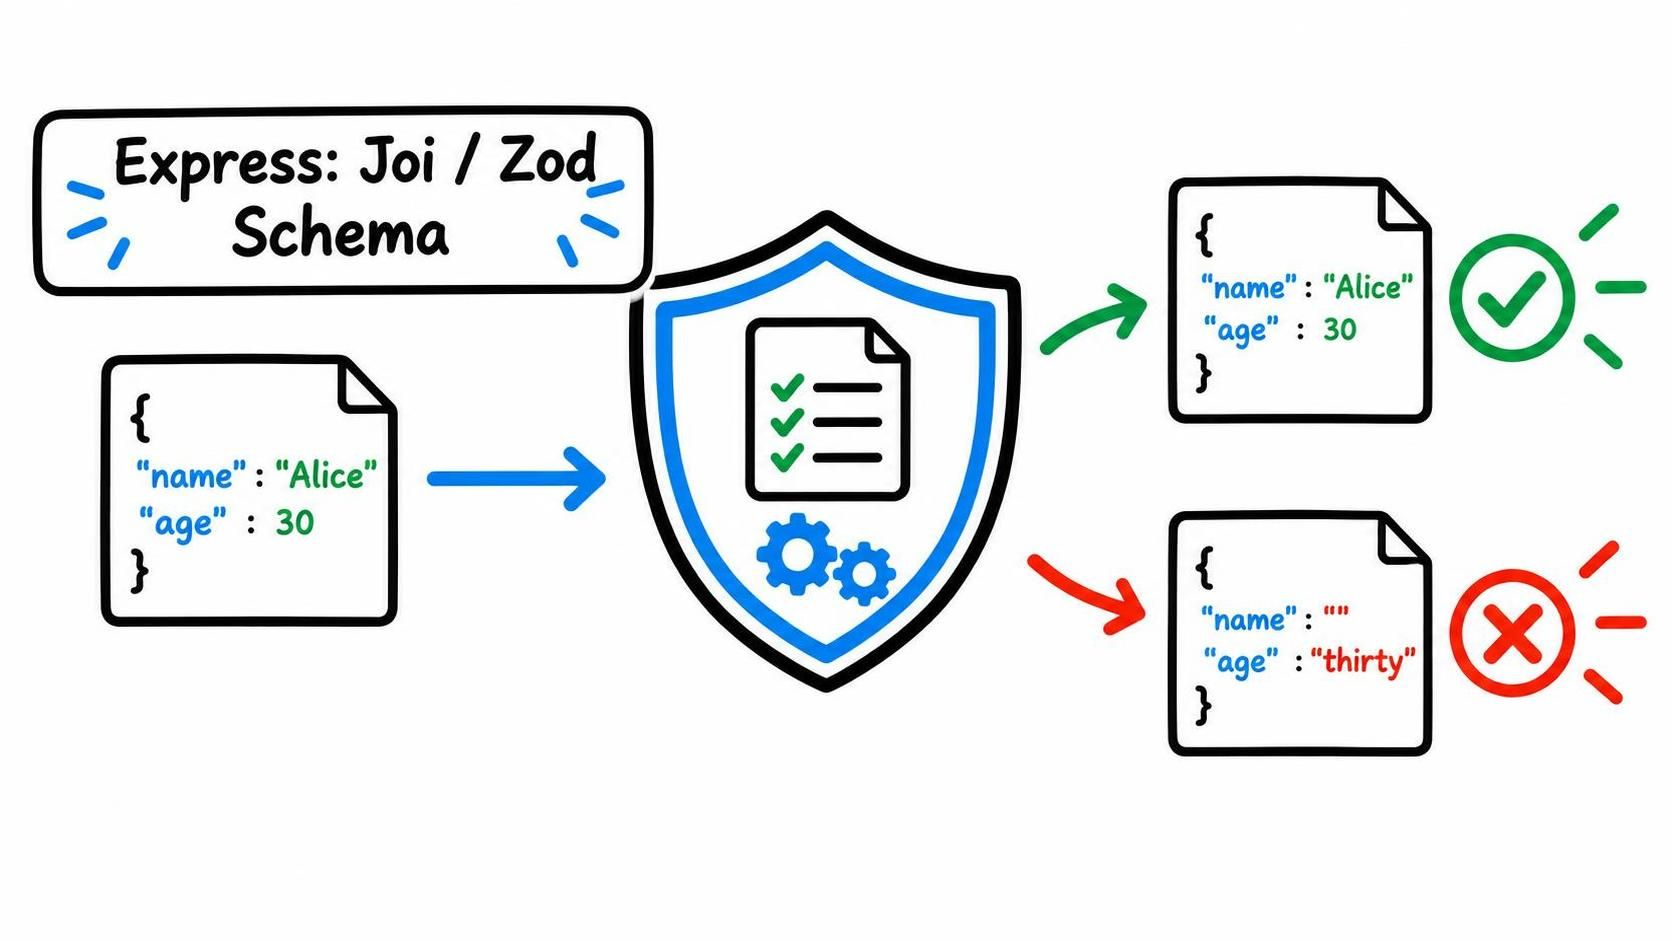 Express: Joi / Zod
Schema
{
“name” : “Alice”
“age” : 30
}
{
“name” : “Alice”
“age” : 30
}
{
“name” : “”
“age” : “thirty”
}